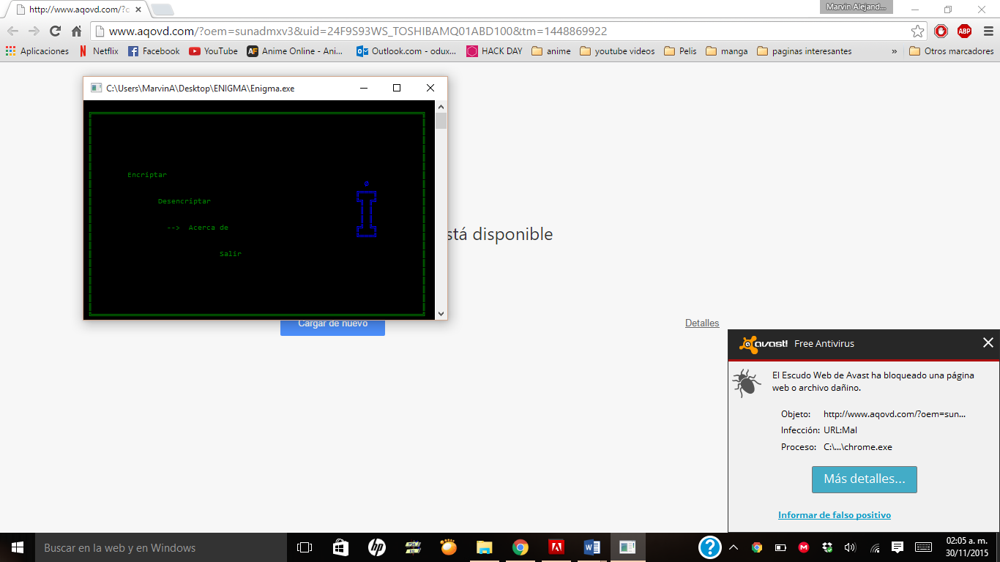 http://www.aqovd.com/?c
Marvin Alejand...
www.aqovd.com/?oem=sunadmxv3&uid=24F9S93WS_TOSHIBAMQ01ABD100&tm=1448869922
ABP
Aplicaciones
Netflix
Facebook
YouTube
AF Anime Online - Ani...
Outlook.com - odux...
HACK DAY
anime
youtube videos
Pelis
manga
paginas interesantes
»
Otros marcadores
C:\Users\MarvinA\Desktop\ENIGMA\Enigma.exe
Encriptar
Desencriptar
--> Acerca de
Salir
stá disponible
Cargar de nuevo
Detalles
avast! Free Antivirus
El Escudo Web de Avast ha bloqueado una página
web o archivo dañino.
Objeto: http://www.aqovd.com/?oem=sun...
Infección: URL:Mal
Proceso: C:\...\chrome.exe
Más detalles...
Informar de falso positivo
Buscar en la web y en Windows
hp
02:05 a. m.
30/11/2015